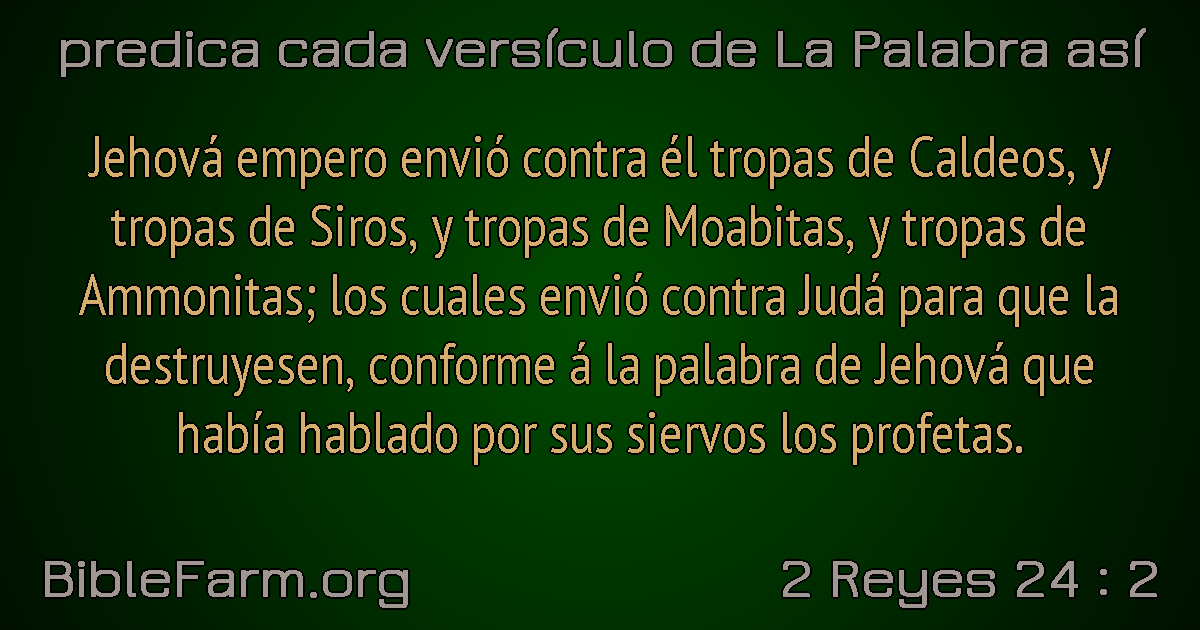 predica cada versículo de La Palabra así
Jehová empero envió contra él tropas de Caldeos, y
tropas de Siros, y tropas de Moabitas, y tropas de
Ammonitas; los cuales envió contra Judá para que la
destruyesen, conforme á la palabra de Jehová que
había hablado por sus siervos los profetas.
BibleFarm.org
2 Reyes 24 : 2